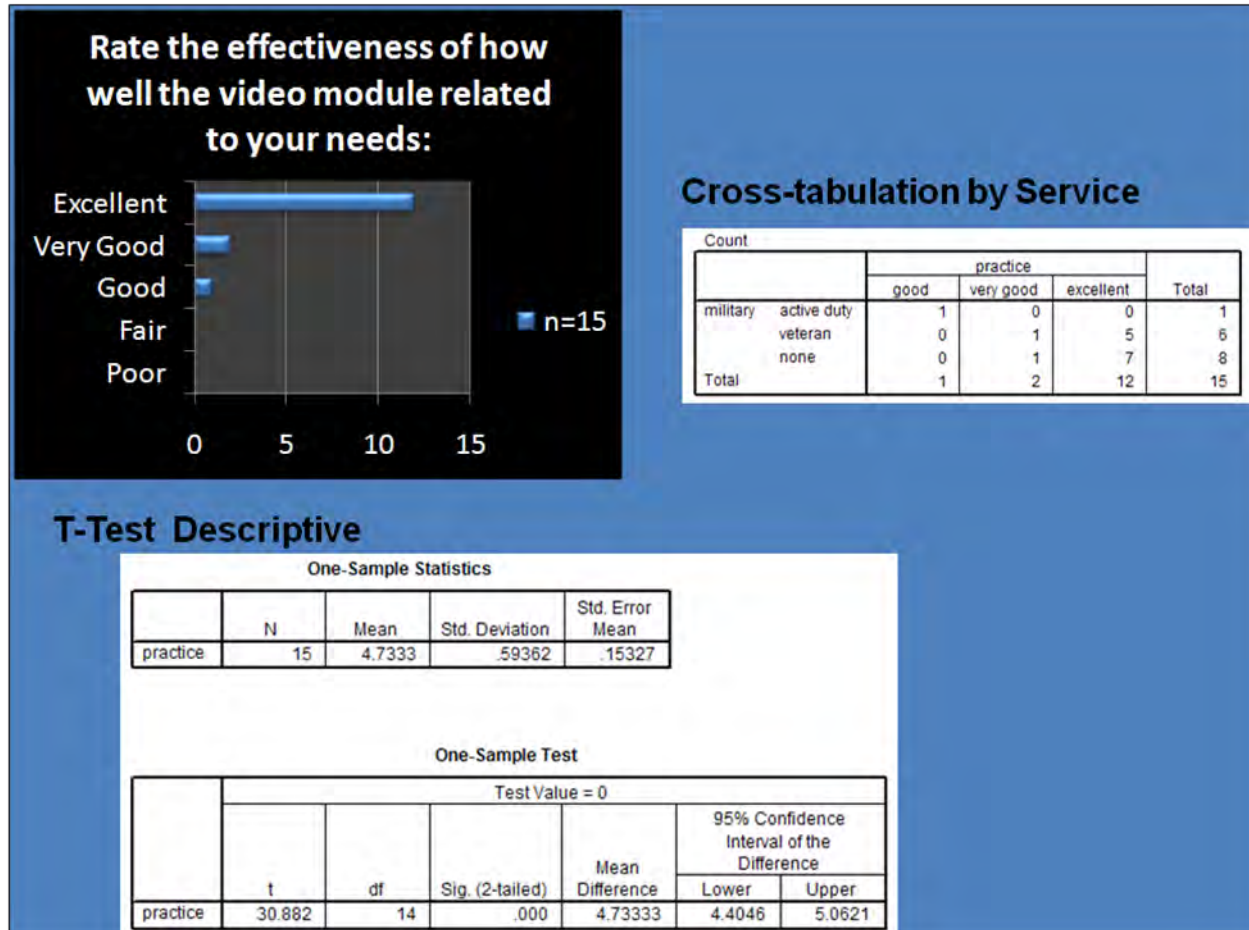 Rate the effectiveness of how
well the video module related
to your needs:
Excellent
Very Good
Good
Fair
Poor
0 5 10 15
n=15
Cross-tabulation by Service
Count
practice
good very good excellent Total
military active duty 1 0 0 1
veteran 0 1 5 6
none 0 1 7 8
Total 1 2 12 15
T-Test Descriptive
One-Sample Statistics
N Mean Std. Deviation Std. Error Mean
practice 15 4.7333 .59362 .15327
One-Sample Test
Test Value = 0
t df Sig. (2-tailed) Mean Difference 95% Confidence Interval of the Difference
Lower Upper
practice 30.882 14 .000 4.73333 4.4046 5.0621